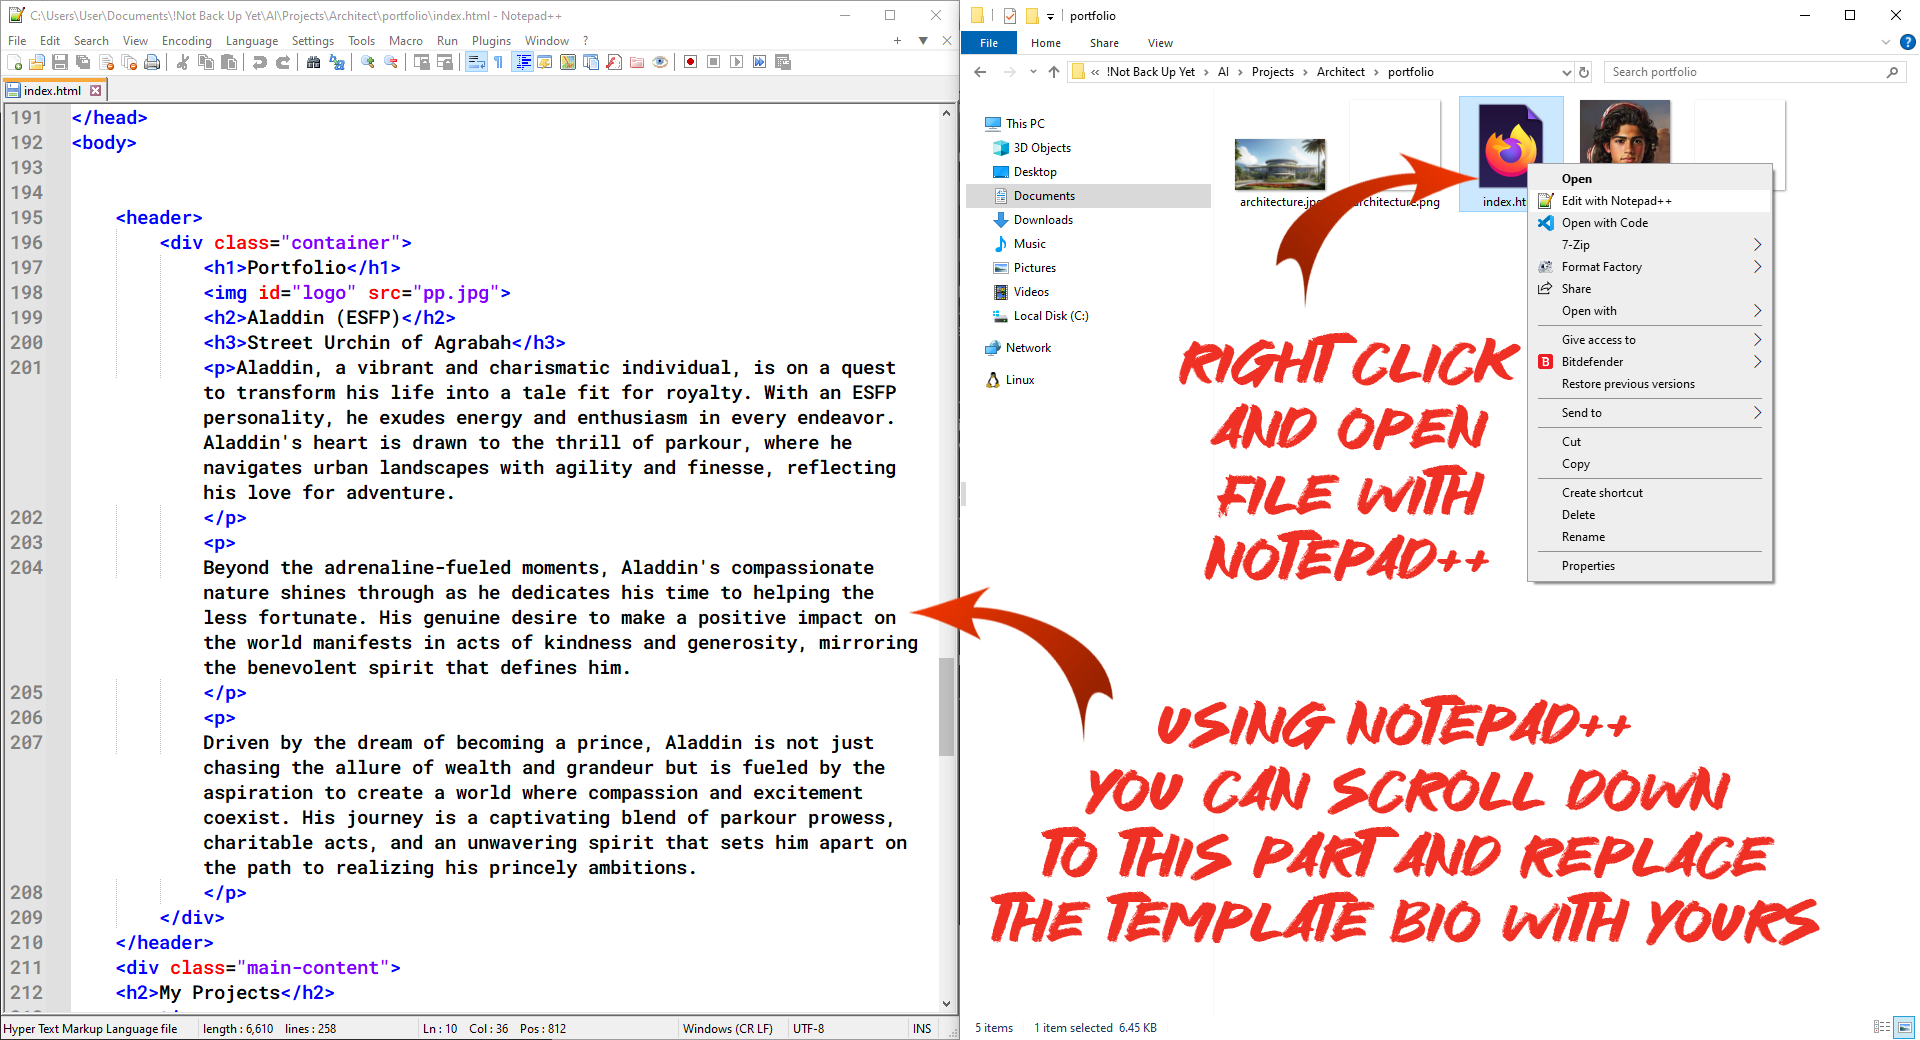 C:\Users\User\Documents\!Not Back Up Yet\AI\Projects\Architect\portfolio\index.html - Notepad++
File Edit Search View Encoding Language Settings Tools Macro Run Plugins Window ?
index.html
191 </head>
192 <body>
193
194
195 <header>
196 <div class="container">
197 <h1>Portfolio</h1>
198 <img id="logo" src="pp.jpg">
199 <h2>Aladdin (ESFP)</h2>
200 <h3>Street Urchin of Agrabah</h3>
201 <p>Aladdin, a vibrant and charismatic individual, is on a quest
to transform his life into a tale fit for royalty. With an ESFP
personality, he exudes energy and enthusiasm in every endeavor.
Aladdin's heart is drawn to the thrill of parkour, where he
navigates urban landscapes with agility and finesse, reflecting
his love for adventure.
202 </p>
203 <p>
204 Beyond the adrenaline-fueled moments, Aladdin's compassionate
nature shines through as he dedicates his time to helping the
less fortunate. His genuine desire to make a positive impact on
the world manifests in acts of kindness and generosity, mirroring
the benevolent spirit that defines him.
205 </p>
206 <p>
207 Driven by the dream of becoming a prince, Aladdin is not just
chasing the allure of wealth and grandeur but is fueled by the
aspiration to create a world where compassion and excitement
coexist. His journey is a captivating blend of parkour prowess,
charitable acts, and an unwavering spirit that sets him apart on
the path to realizing his princely ambitions.
208 </p>
209 </div>
210 </header>
211 <div class="main-content">
212 <h2>My Projects</h2>
Hyper Text Markup Language file length : 6,610 lines : 258 Ln : 10 Col : 36 Pos : 812 Windows (CR LF) UTF-8 INS
portfolio
File Home Share View
« !Not Back Up Yet › AI › Projects › Architect › portfolio
Search portfolio
This PC
3D Objects
Desktop
Documents
Downloads
Music
Pictures
Videos
Local Disk (C:)
Network
Linux
architecture.jp
rchitecture.png
index.ht
Open
Edit with Notepad++
Open with Code
7-Zip
Format Factory
Share
Open with
Give access to
B Bitdefender
Restore previous versions
Send to
Cut
Copy
Create shortcut
Delete
Rename
Properties
RIGHT CLICK
AND OPEN
FILE WITH
NOTEPAD++
USING NOTEPAD++
YOU CAN SCROLL DOWN
TO THIS PART AND REPLACE
THE TEMPLATE BIO WITH YOURS
5 items 1 item selected 6.45 KB